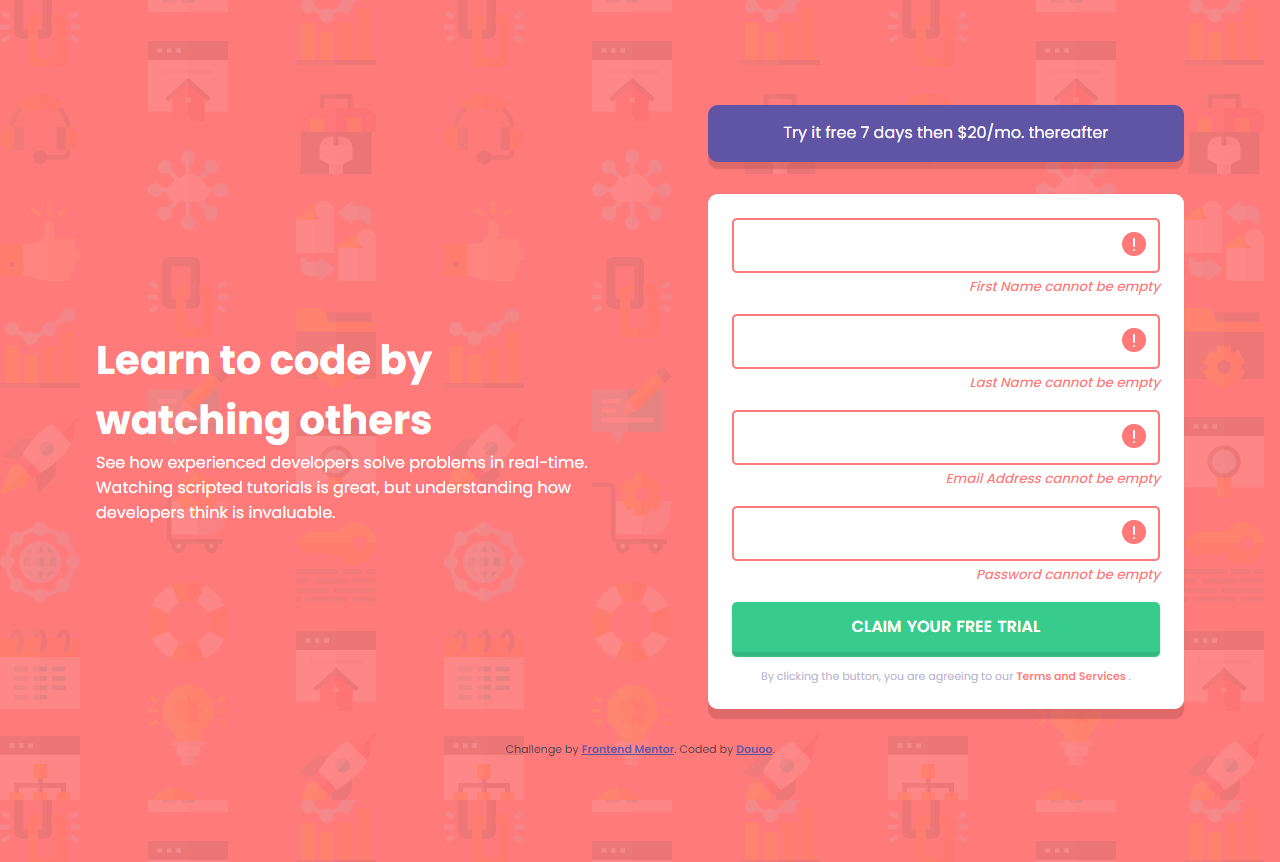 Learn to code by
watching others
See how experienced developers solve problems in real-time.
Watching scripted tutorials is great, but understanding how
developers think is invaluable.
Try it free 7 days then $20/mo. thereafter
First Name cannot be empty
Last Name cannot be empty
Email Address cannot be empty
Password cannot be empty
CLAIM YOUR FREE TRIAL
By clicking the button, you are agreeing to our Terms and Services .
Challenge by Frontend Mentor. Coded by Douoo.